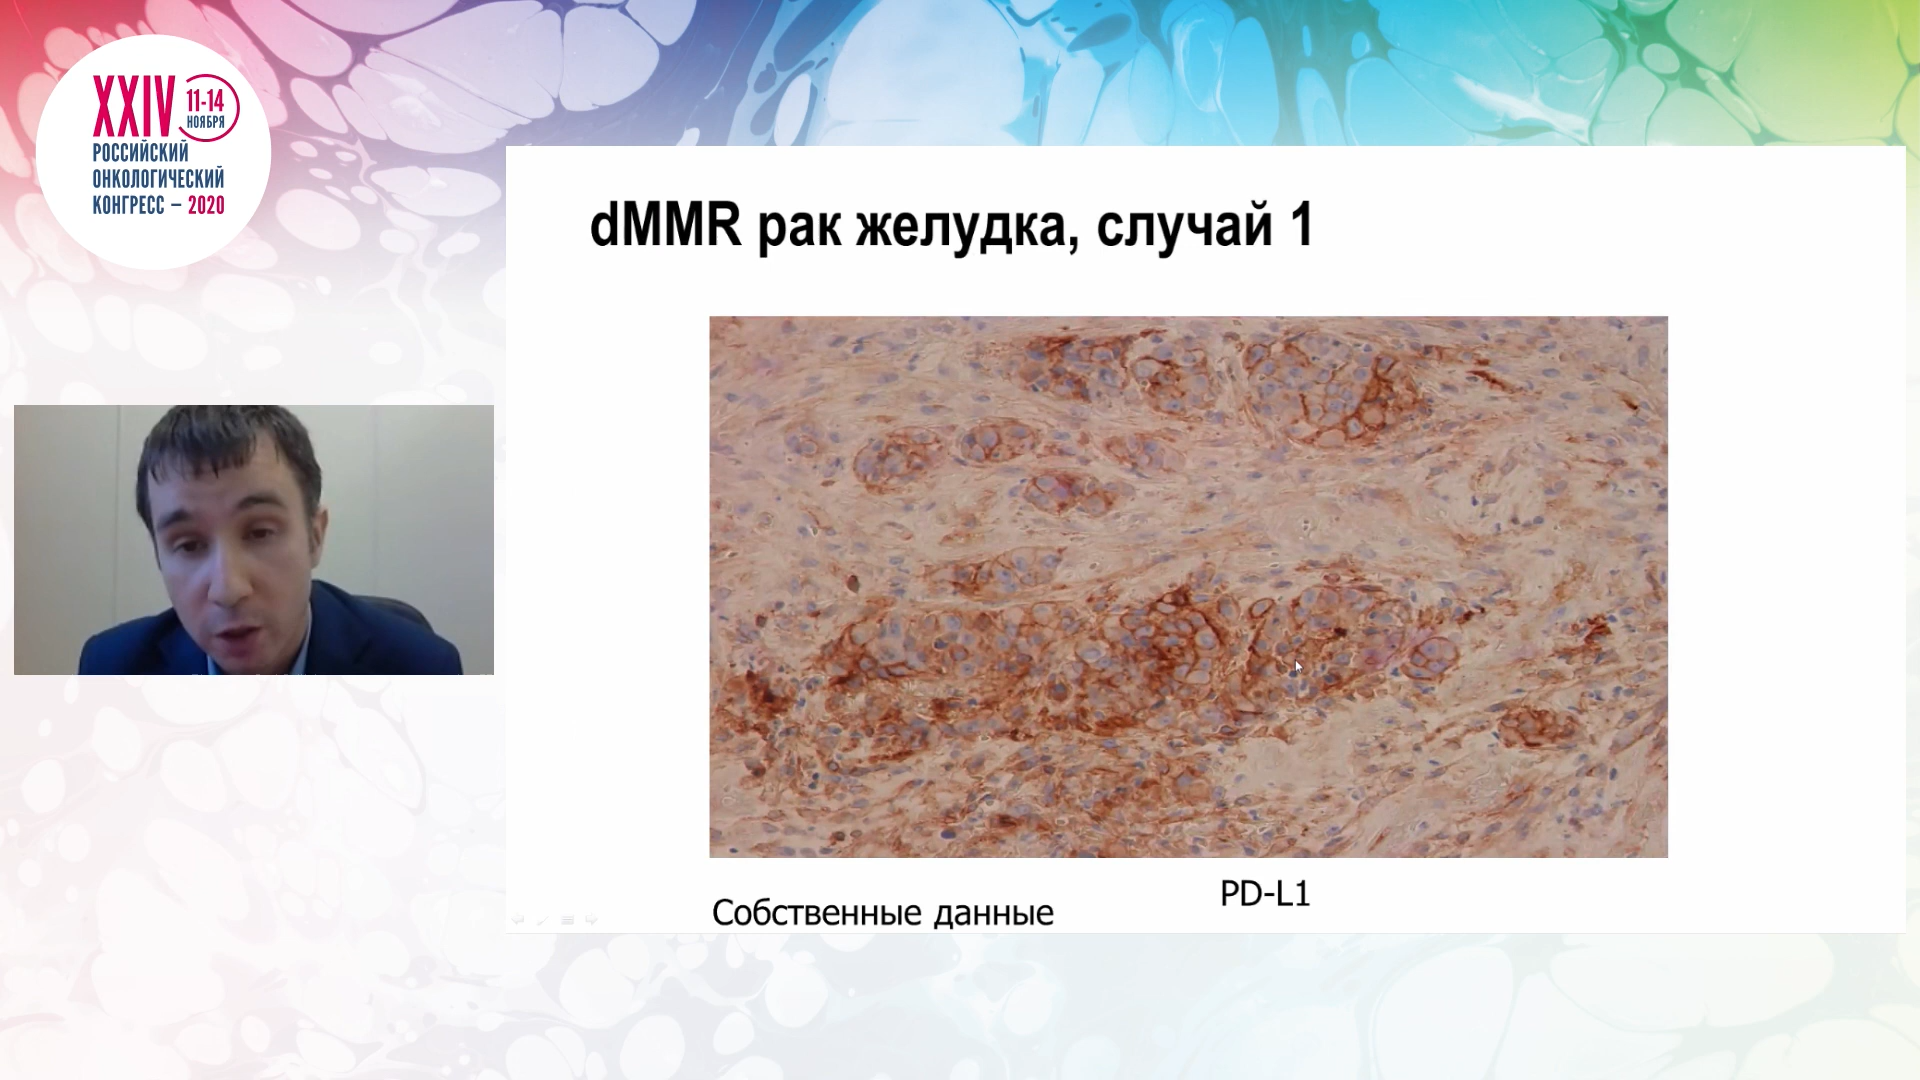 XXIV 11-14
НОЯБРЯ
РОССИЙСКИЙ
ОНКОЛОГИЧЕСКИЙ
КОНГРЕСС – 2020
dMMR рак желудка, случай 1
PD-L1
Собственные данные